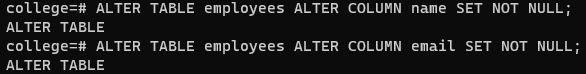 college=# ALTER TABLE employees ALTER COLUMN name SET NOT NULL;
ALTER TABLE
college=# ALTER TABLE employees ALTER COLUMN email SET NOT NULL;
ALTER TABLE